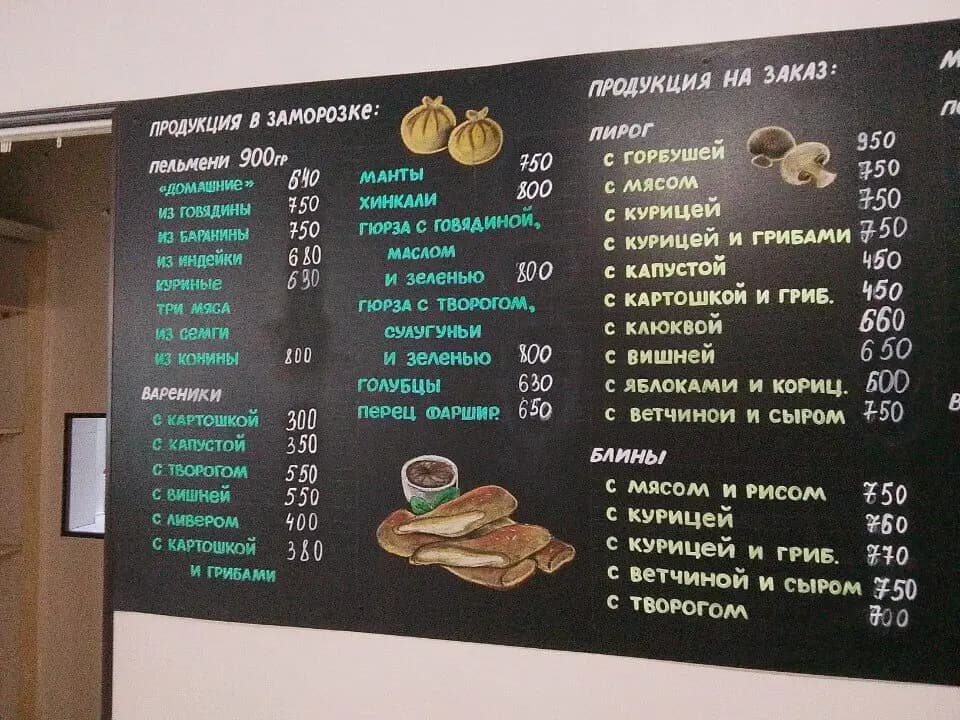 ПРОДУКЦИЯ В ЗАМОРОЗКЕ:
ПЕЛЬМЕНИ 900ГР
«ДОМАШНИЕ» 640
ИЗ ГОВЯДИНЫ 750
ИЗ БАРАНИНЫ 750
ИЗ ИНДЕЙКИ 680
КУРИНЫЕ 630
ТРИ МЯСА
ИЗ СЕМГИ
ИЗ КОНИНЫ 800
ВАРЕНИКИ
С КАРТОШКОЙ 300
С КАПУСТОЙ 350
С ТВОРОГОМ 550
С ВИШНЕЙ 550
С ЛИВЕРОМ 400
С КАРТОШКОЙ 380
И ГРИБАМИ
МАНТЫ 750
ХИНКАЛИ 800
ГЮРЗА С ГОВЯДИНОЙ,
МАСЛОМ
И ЗЕЛЕНЬЮ 800
ГЮРЗА С ТВОРОГОМ,
СУЛУГУНЬИ
И ЗЕЛЕНЬЮ 800
ГОЛУБЦЫ 630
ПЕРЕЦ ФАРШИР. 650
ПРОДУКЦИЯ НА ЗАКАЗ:
ПИРОГ
С ГОРБУШЕЙ 950
С МЯСОМ 750
С КУРИЦЕЙ 750
С КУРИЦЕЙ И ГРИБАМИ 750
С КАПУСТОЙ 450
С КАРТОШКОЙ И ГРИБ. 450
С КЛЮКВОЙ 660
С ВИШНЕЙ 650
С ЯБЛОКАМИ И КОРИЦ. 600
С ВЕТЧИНОЙ И СЫРОМ 750
БЛИНЫ
С МЯСОМ И РИСОМ 750
С КУРИЦЕЙ 760
С КУРИЦЕЙ И ГРИБ. 770
С ВЕТЧИНОЙ И СЫРОМ 750
С ТВОРОГОМ 700